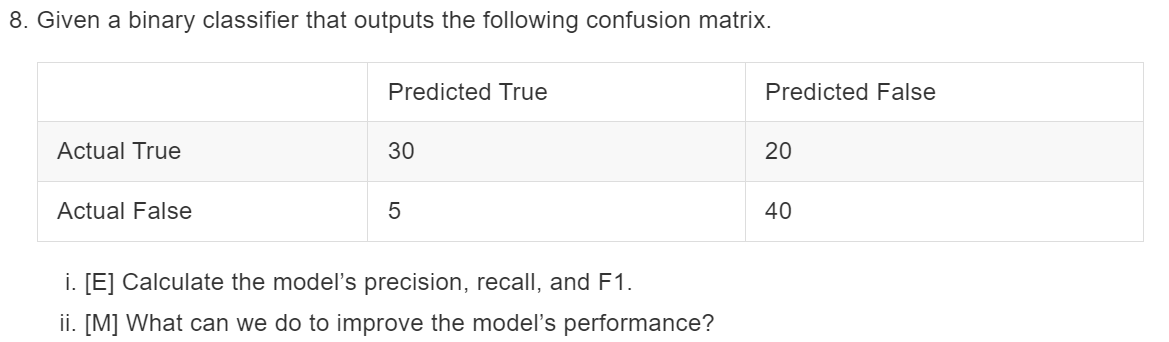 8. Given a binary classifier that outputs the following confusion matrix.
Predicted True Predicted False
Actual True 30 20
Actual False 5 40
i. [E] Calculate the model’s precision, recall, and F1.
ii. [M] What can we do to improve the model’s performance?